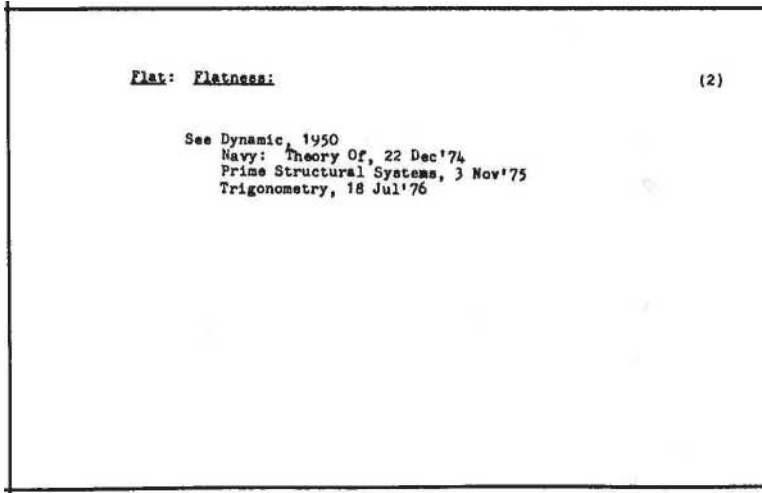 Flat: Flatness: (2)
See Dynamic, 1950
Navy: Theory Of, 22 Dec'74
Prime Structural Systems, 3 Nov'75
Trigonometry, 18 Jul'76